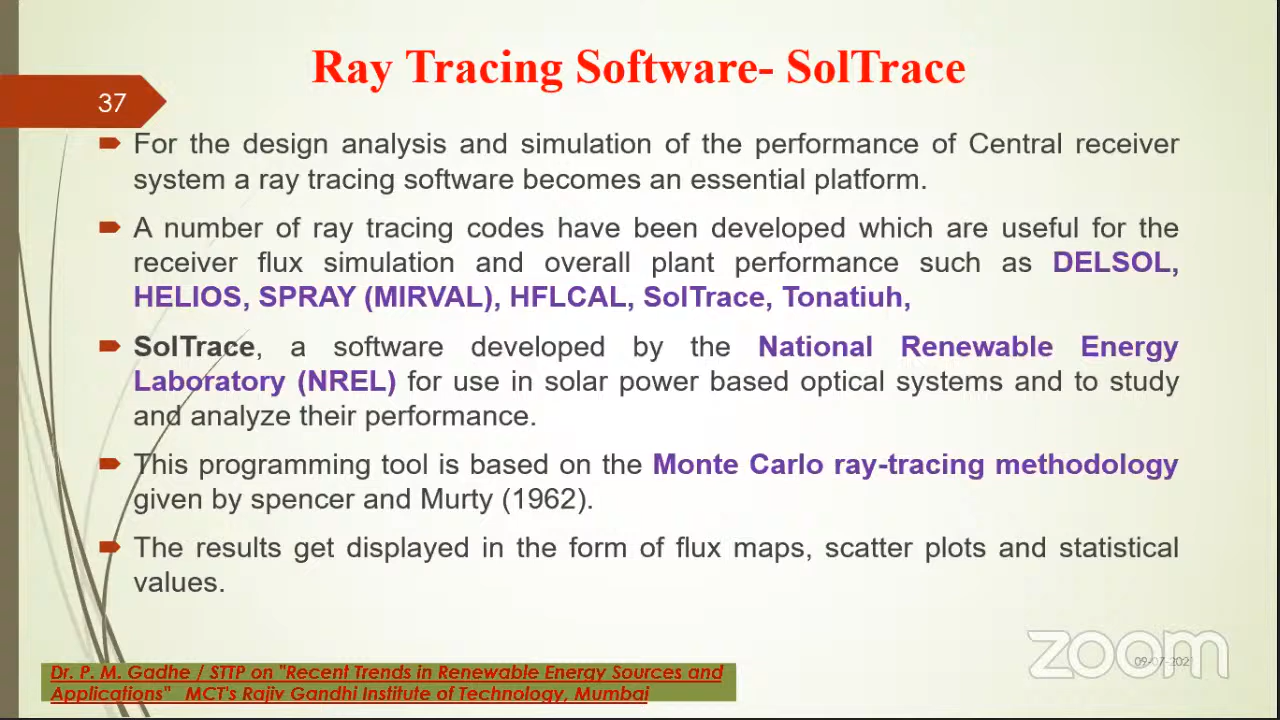 Ray Tracing Software- SolTrace
37
For the design analysis and simulation of the performance of Central receiver
system a ray tracing software becomes an essential platform.
A number of ray tracing codes have been developed which are useful for the
receiver flux simulation and overall plant performance such as DELSOL,
HELIOS, SPRAY (MIRVAL), HFLCAL, SolTrace, Tonatiuh,
SolTrace, a software developed by the National Renewable Energy
Laboratory (NREL) for use in solar power based optical systems and to study
and analyze their performance.
This programming tool is based on the Monte Carlo ray-tracing methodology
given by spencer and Murty (1962).
The results get displayed in the form of flux maps, scatter plots and statistical
values.
zoom
09-07-2021
Dr. P. M. Gadhe / STTP on "Recent Trends in Renewable Energy Sources and
Applications" MCT's Rajiv Gandhi Institute of Technology, Mumbai